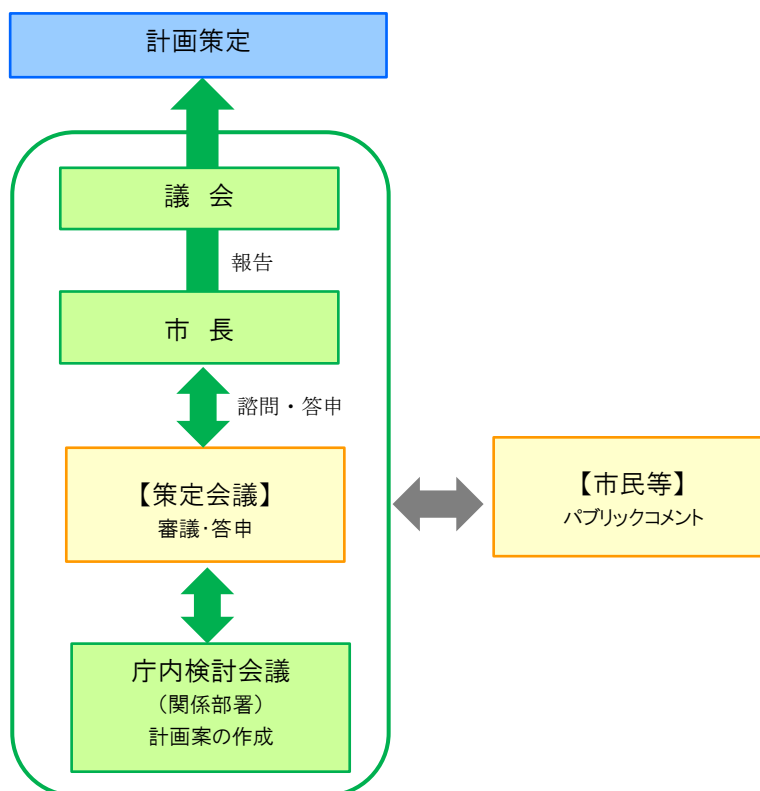 計画策定
議 会
報告
市 長
諮問・答申
【策定会議】
審議・答申
【市民等】
パブリックコメント
庁内検討会議
（関係部署）
計画案の作成